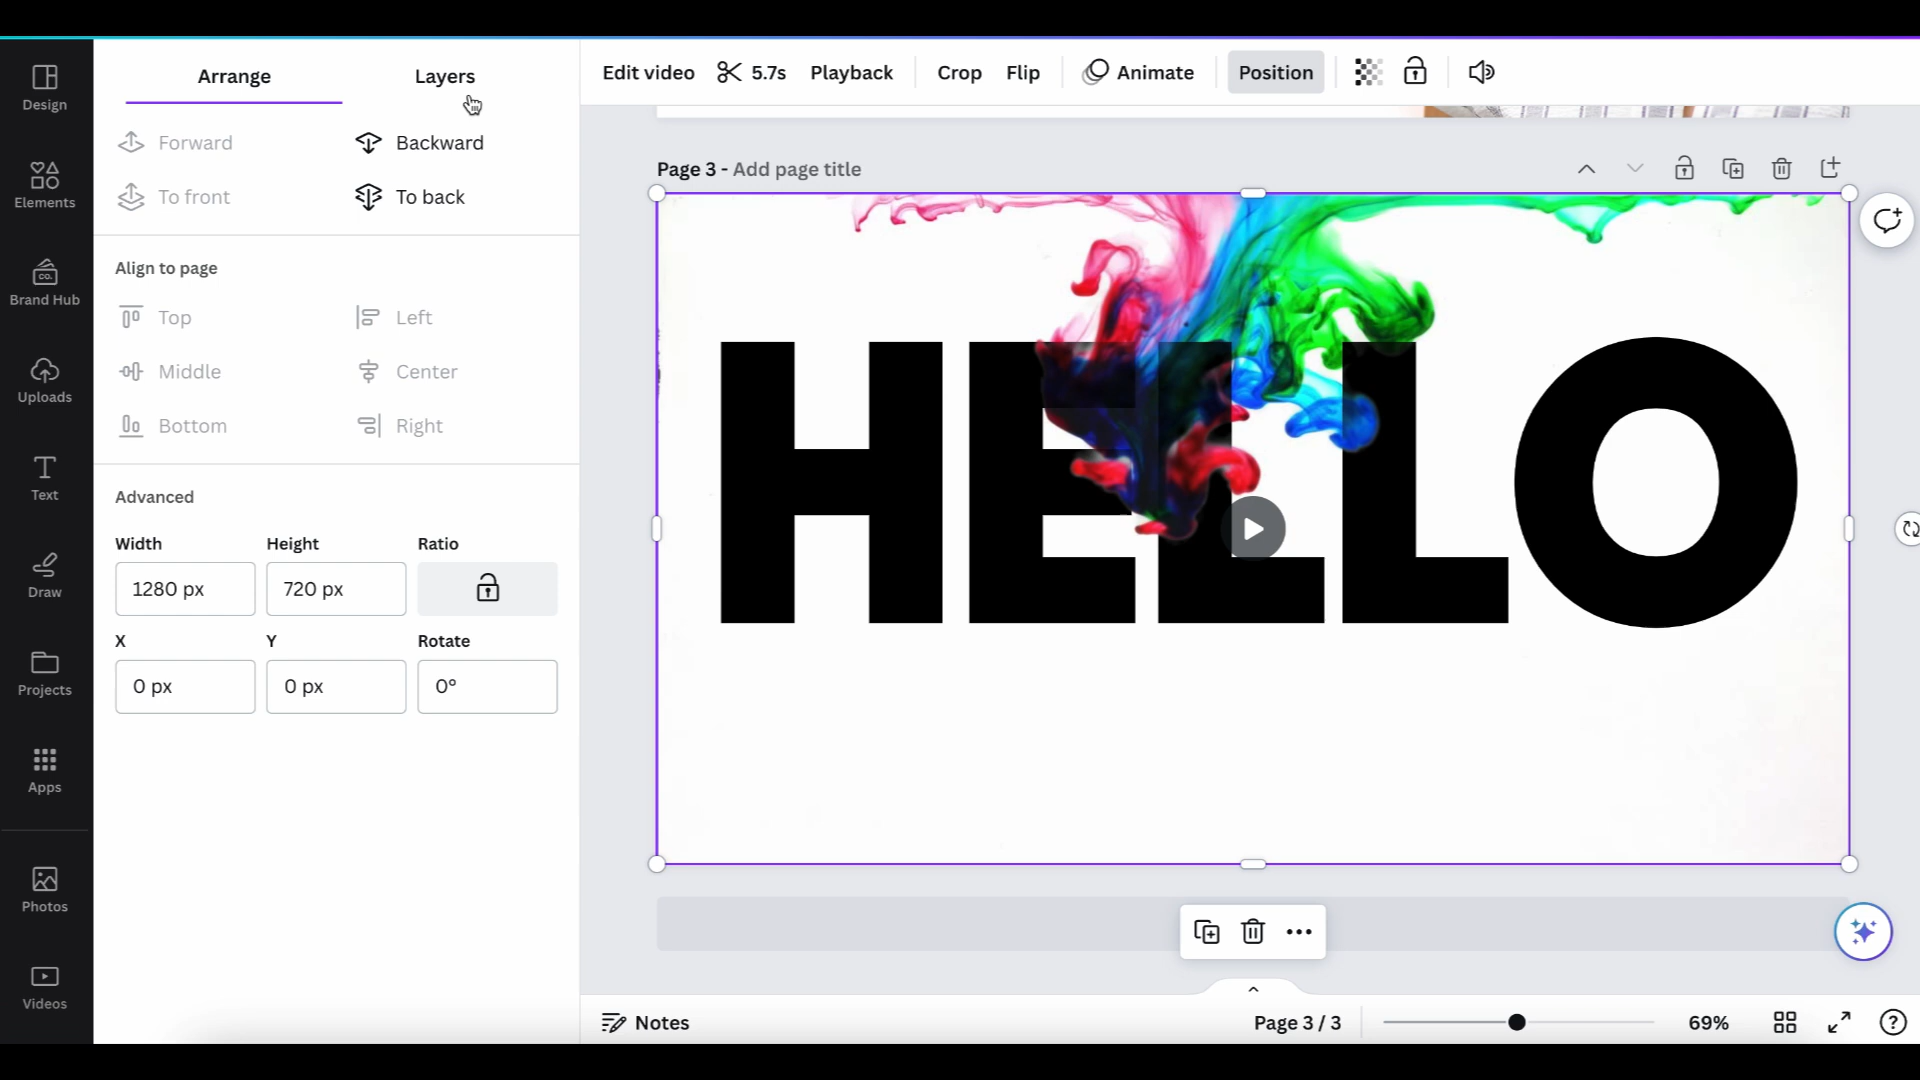 Design
Elements
Brand Hub
CO.
Uploads
Text
Draw
Projects
Apps
Photos
Videos
Arrange
Layers
Forward
Backward
To front
To back
Align to page
Top
Left
Middle
Center
Bottom
Right
Advanced
Width
Height
Ratio
1280 px
720 px
X
Y
Rotate
0 px
0 px
0°
Edit video
5.7s
Playback
Crop
Flip
Animate
Position
Page 3 - Add page title
HELLO
Notes
Page 3 / 3
69%
?